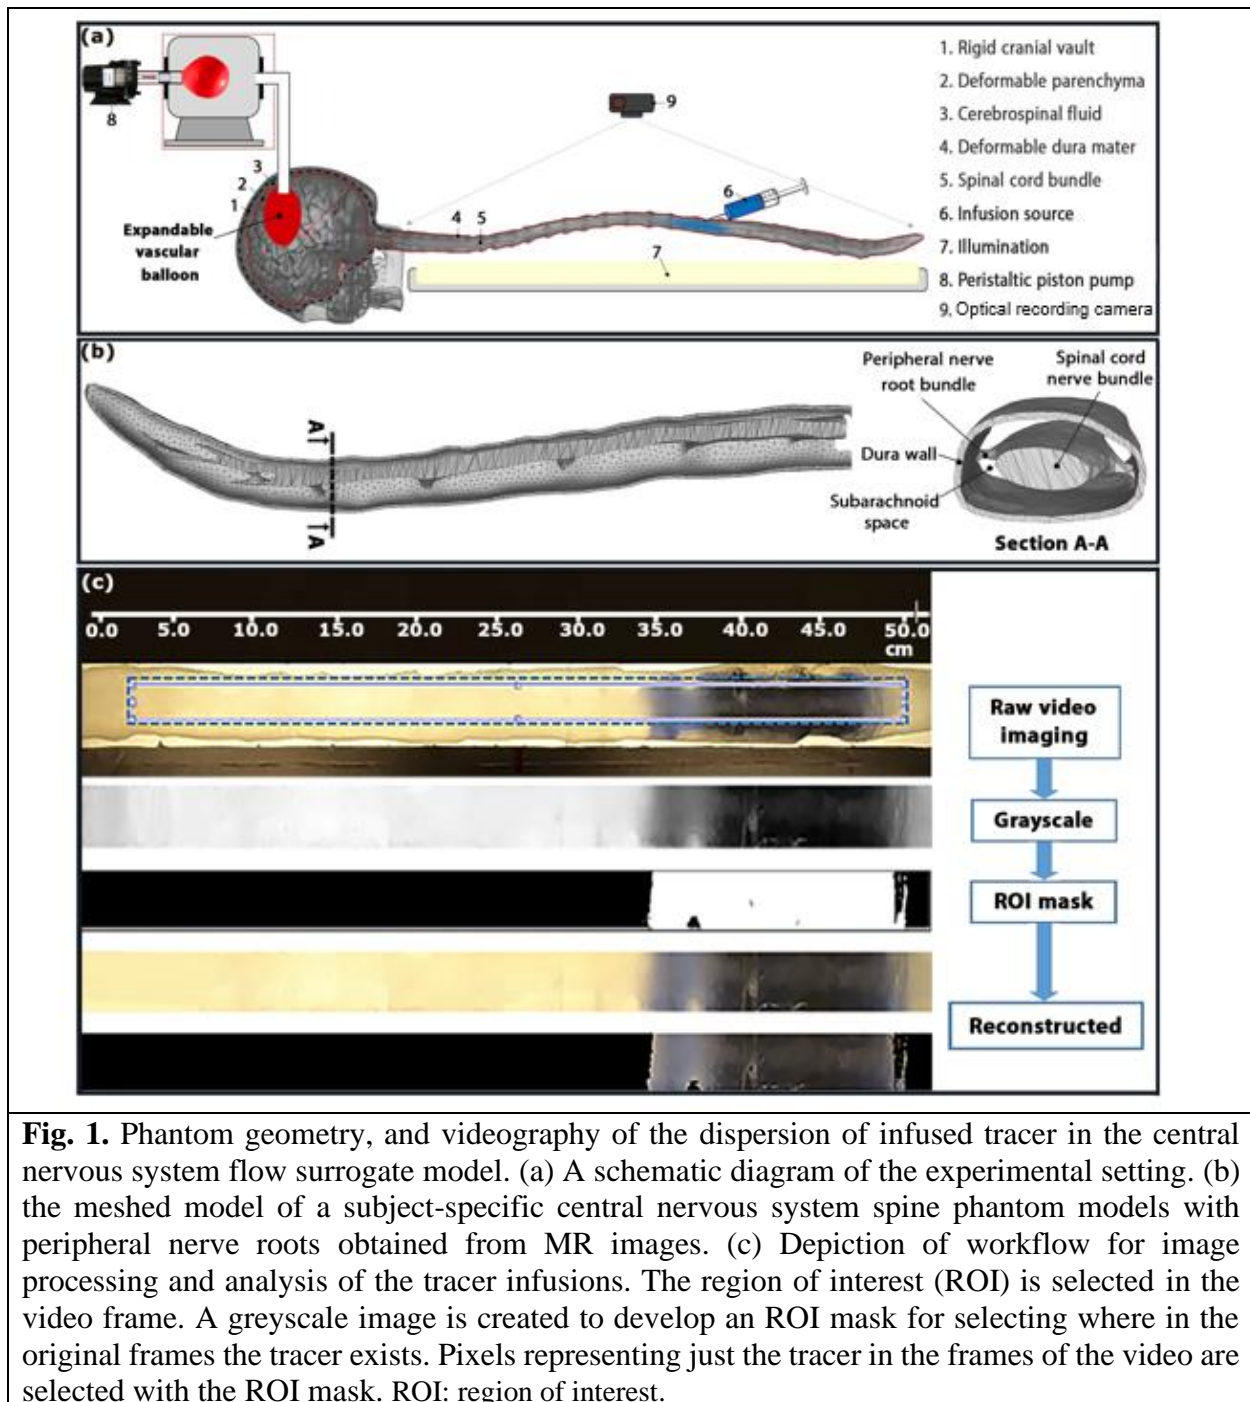 (a)
1. Rigid cranial vault
2. Deformable parenchyma
3. Cerebrospinal fluid
4. Deformable dura mater
5. Spinal cord bundle
6. Infusion source
7. Illumination
8. Peristaltic piston pump
9. Optical recording camera
8
9
3
2
1
4
5
6
7
Expandable
vascular
balloon
(b)
A
A
Peripheral nerve
root bundle
Spinal cord
nerve bundle
Dura wall
Subarachnoid
space
Section A-A
(c)
0.0 5.0 10.0 15.0 20.0 25.0 30.0 35.0 40.0 45.0 50.0
cm
Raw video
imaging
Grayscale
ROI mask
Reconstructed
Fig. 1. Phantom geometry, and videography of the dispersion of infused tracer in the central
nervous system flow surrogate model. (a) A schematic diagram of the experimental setting. (b)
the meshed model of a subject-specific central nervous system spine phantom models with
peripheral nerve roots obtained from MR images. (c) Depiction of workflow for image
processing and analysis of the tracer infusions. The region of interest (ROI) is selected in the
video frame. A greyscale image is created to develop an ROI mask for selecting where in the
original frames the tracer exists. Pixels representing just the tracer in the frames of the video are
selected with the ROI mask. ROI: region of interest.